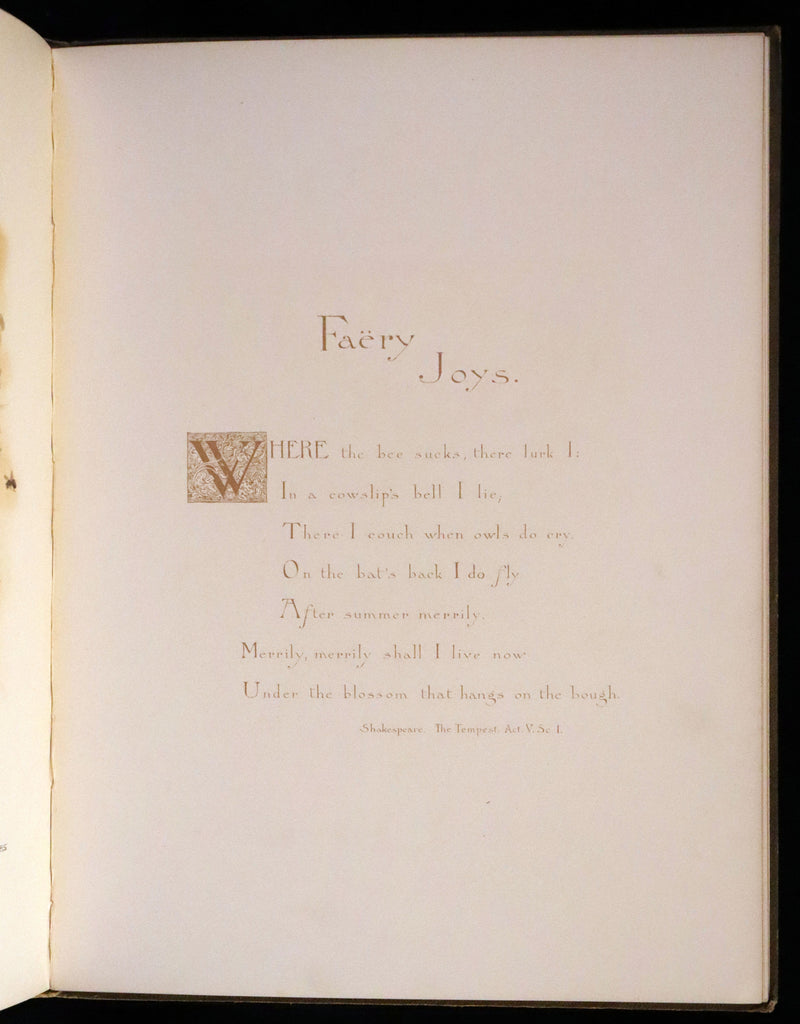 Faëry
Joys.
WHERE the bee sucks, there lurk I:
In a cowslip's bell I lie;
There I couch when owls do cry.
On the bat's back I do fly
After summer merrily.
Merrily, merrily shall I live now
Under the blossom that hangs on the bough.
Shakespeare. The Tempest. Act. V. Sc I.